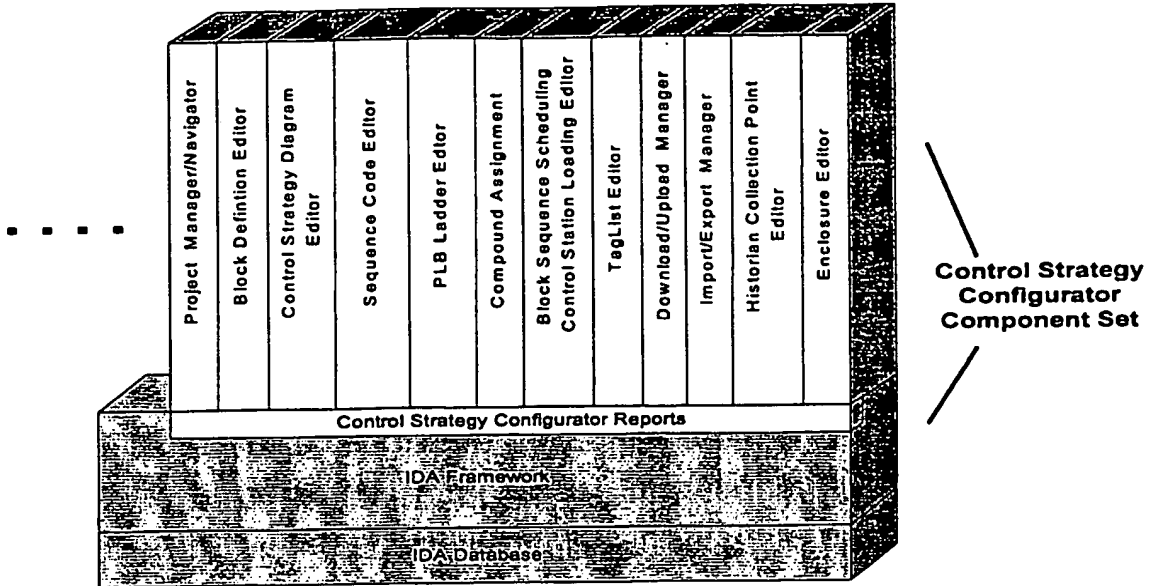 Project Manager/Navigator
Block Defintion Editor
Control Strategy Diagram
Editor
Sequence Code Editor
PLB Ladder Edtor
Compound Assignment
Block Sequence Scheduling
Control Station Loading Editor
TagList Editor
Download/Upload Manager
Import/Export Manager
Historian Collection Point
Editor
Enclosure Editor
Control Strategy
Configurator
Component Set
Control Strategy Configurator Reports
IDA Framework
IDA Database